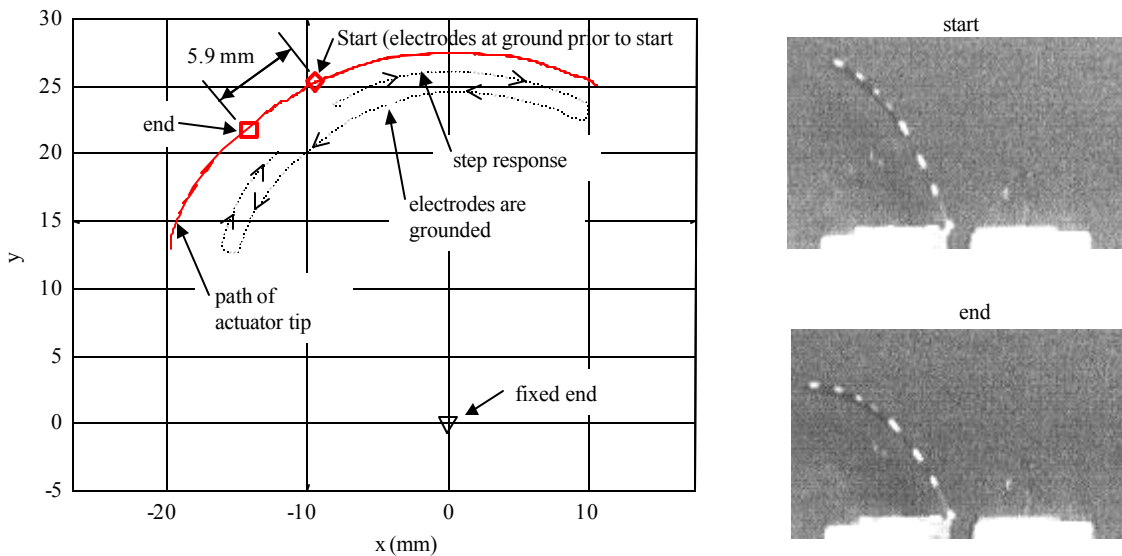 30
25
20
15
10
5
0
-5
y
-20
-10
0
10
x (mm)
5.9 mm
Start (electrodes at ground prior to start
end
step response
electrodes are
grounded
path of
actuator tip
fixed end
start
end